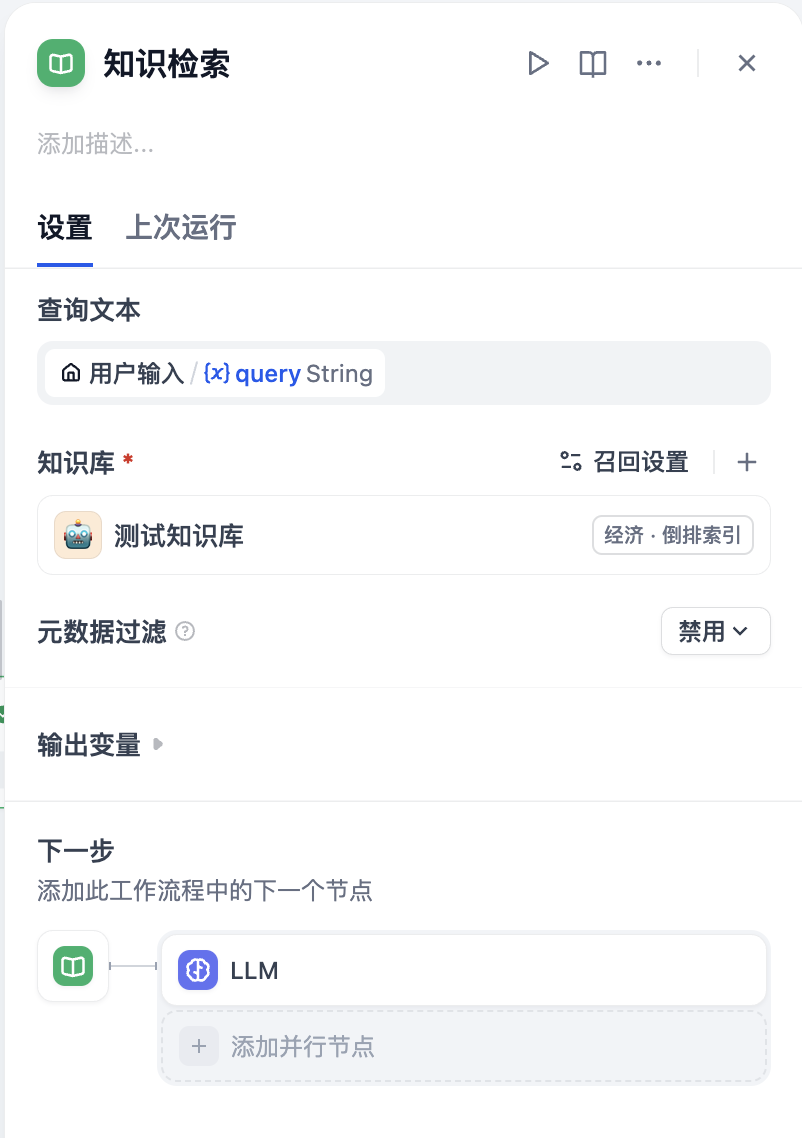 知识检索
添加描述...
设置 上次运行
查询文本
用户输入 / {x} query String
知识库 * 召回设置
测试知识库 经济 · 倒排索引
元数据过滤 ? 禁用
输出变量
下一步
添加此工作流程中的下一个节点
LLM
添加并行节点